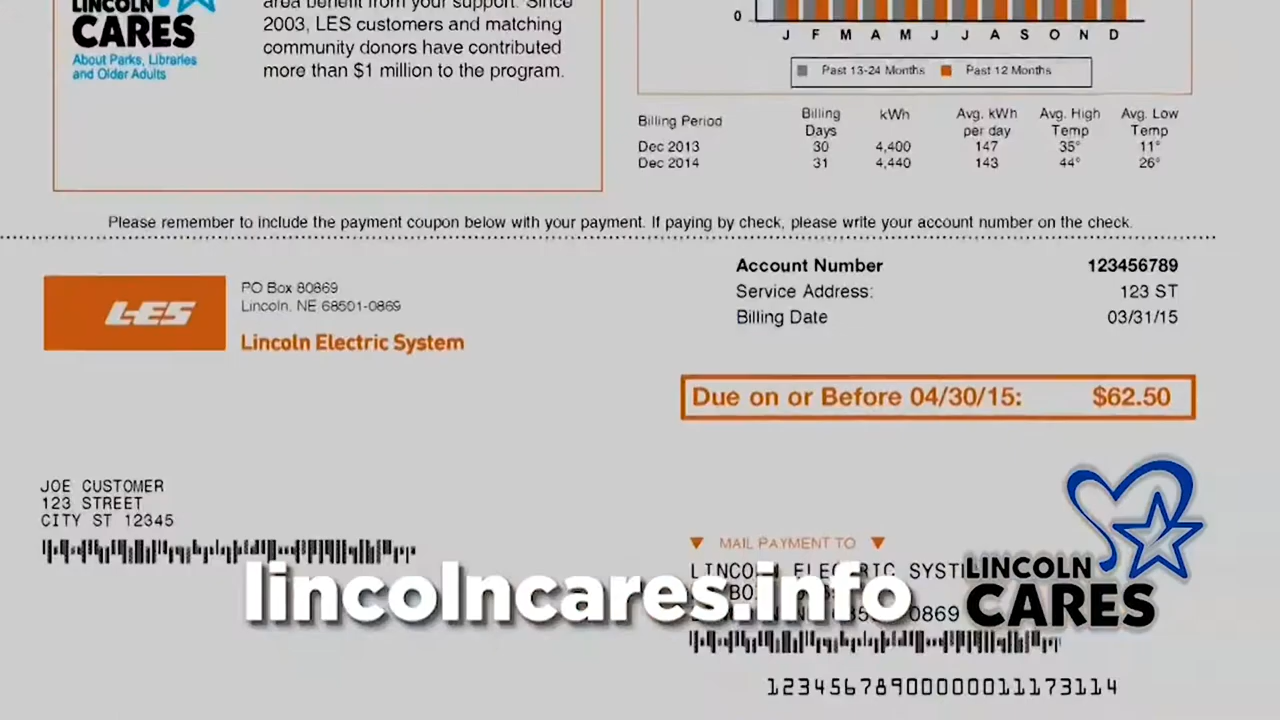 LINCOLN
CARES
About Parks, Libraries
and Older Adults
area benefit from your support. Since
2003, LES customers and matching
community donors have contributed
more than $1 million to the program.
0
J F M A M J J A S O N D
Past 13-24 Months Past 12 Months
Billing Period Billing Days kWh Avg. kWh per day Avg. High Temp Avg. Low Temp
Dec 2013 30 4,400 147 35° 11°
Dec 2014 31 4,440 143 44° 26°
Please remember to include the payment coupon below with your payment. If paying by check, please write your account number on the check.
LES
PO Box 80869
Lincoln, NE 68501-0869
Lincoln Electric System
Account Number 123456789
Service Address: 123 ST
Billing Date 03/31/15
Due on or Before 04/30/15: $62.50
JOE CUSTOMER
123 STREET
CITY ST 12345
MAIL PAYMENT TO
LINCOLN ELECTRIC
0869
lincolncares.info
LINCOLN
CARES
12345678900000011173114